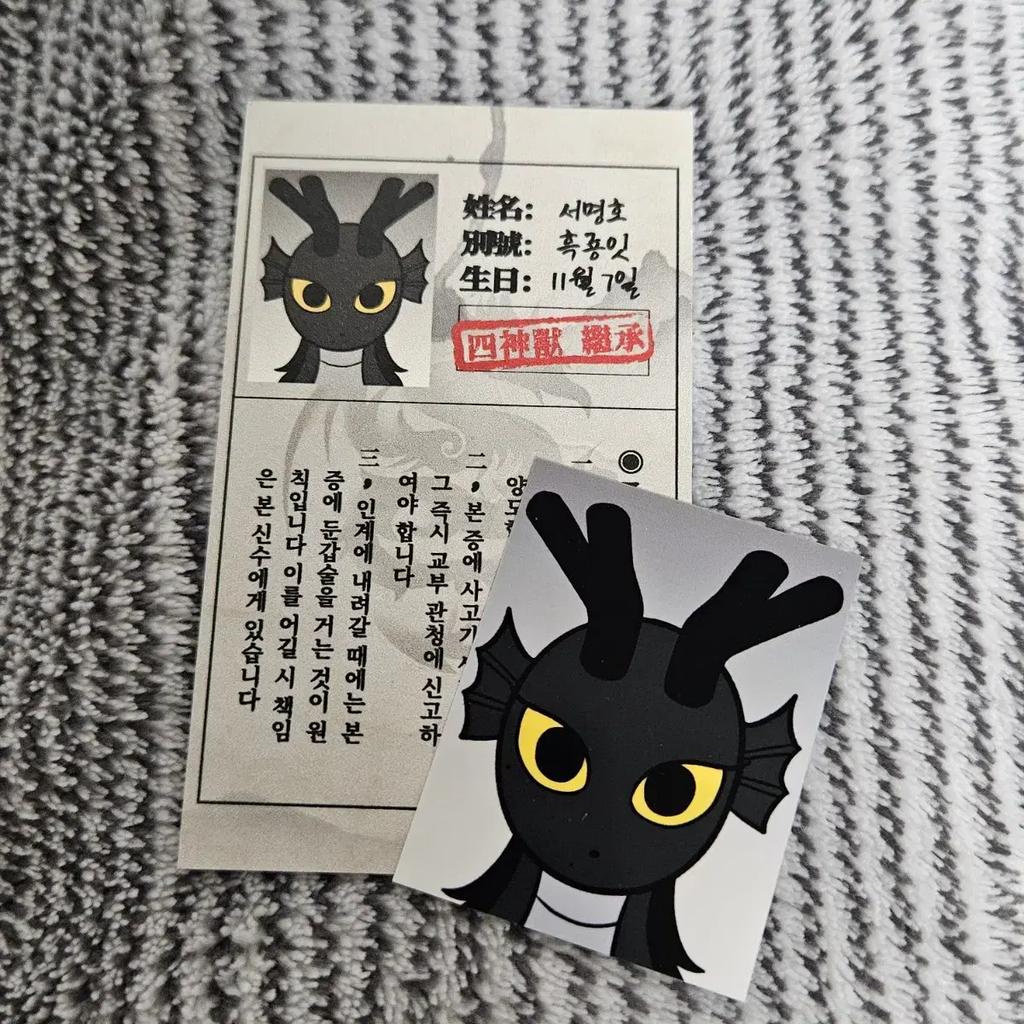 姓名: 서명호
別號:
生日: 11월 7일
四神獸 繼承
●
一
양도
二, 본 증에 사고가
그 즉시 교부 관청에 신고하
여야 합니다
三, 인계에 내려갈 때에는 본
증에 둔갑술을 거는 것이 원
칙입니다 이를 어길 시 책임
은 본 신수에게 있습니다